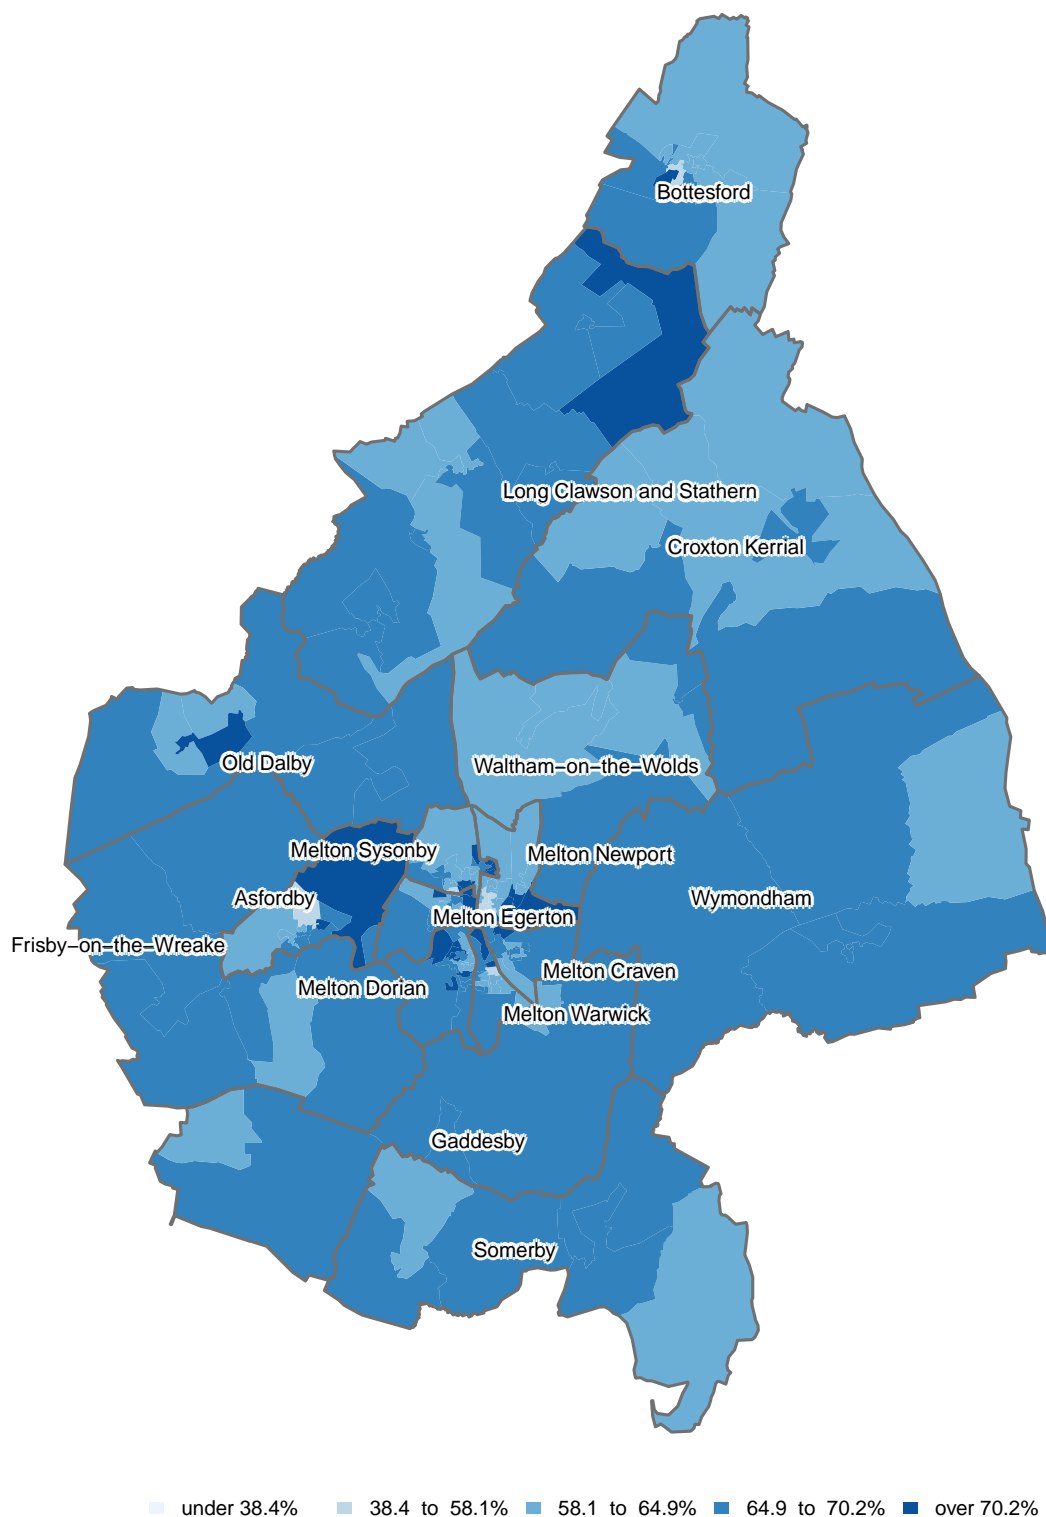 Bottesford
Long Clawson and Stathern
Croxton Kerrial
Old Dalby
Waltham–on–the–Wolds
Melton Sysonby
Melton Newport
Asfordby
Wymondham
Melton Egerton
Frisby–on–the–Wreake
Melton Craven
Melton Dorian
Melton Warwick
Gaddesby
Somerby
under 38.4%
38.4 to 58.1%
58.1 to 64.9%
64.9 to 70.2%
over 70.2%